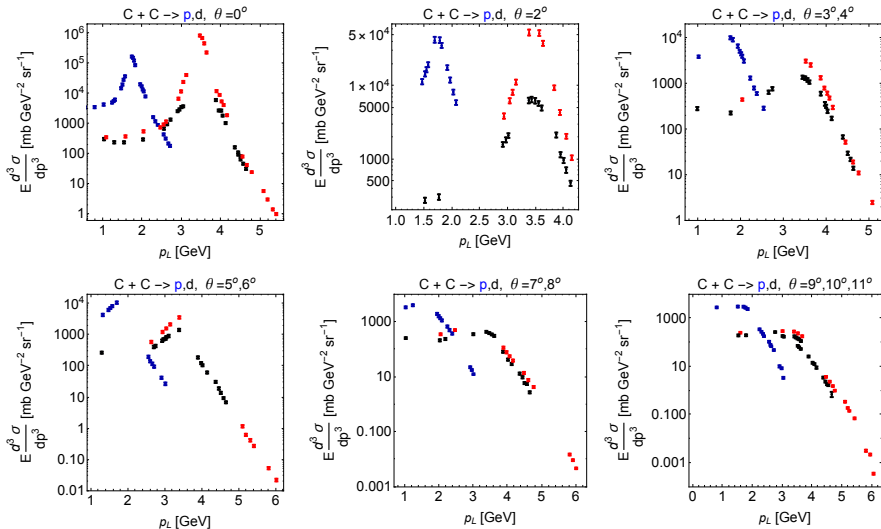 C + C -> p,d, θ=0°
E d³σ/dp³ [mb GeV⁻² sr⁻¹]
10⁶
10⁵
10⁴
1000
100
10
1
1 2 3 4 5
p_L [GeV]
C + C -> p,d, θ=2°
E d³σ/dp³ [mb GeV⁻² sr⁻¹]
5×10⁴
10⁴
5000
1000
500
1.0 1.5 2.0 2.5 3.0 3.5 4.0
p_L [GeV]
C + C -> p,d, θ=3°,4°
E d³σ/dp³ [mb GeV⁻² sr⁻¹]
10⁴
1000
100
10
1
1 2 3 4 5
p_L [GeV]
C + C -> p,d, θ=5°,6°
E d³σ/dp³ [mb GeV⁻² sr⁻¹]
10⁴
1000
100
10
1
0.10
0.01
1 2 3 4 5 6
p_L [GeV]
C + C -> p,d, θ=7°,8°
E d³σ/dp³ [mb GeV⁻² sr⁻¹]
1000
10
0.100
0.001
1 2 3 4 5 6
p_L [GeV]
C + C -> p,d, θ=9°,10°,11°
E d³σ/dp³ [mb GeV⁻² sr⁻¹]
1000
10
0.100
0.001
0 1 2 3 4 5 6
p_L [GeV]